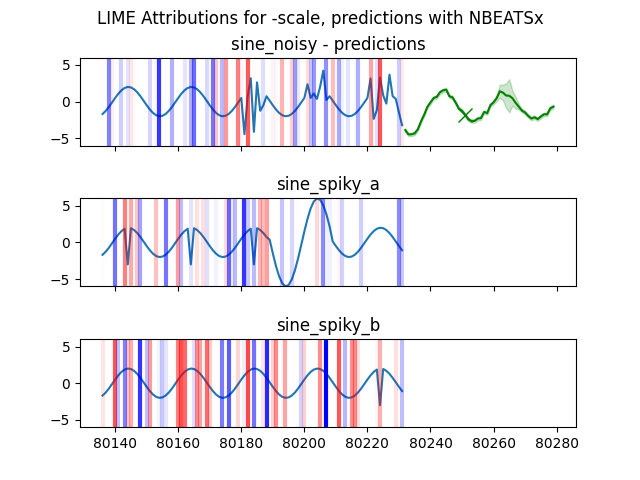 LIME Attributions for -scale, predictions with NBEATSx
sine_noisy - predictions
5
0
−5
sine_spiky_a
5
0
−5
sine_spiky_b
5
0
−5
80140 80160 80180 80200 80220 80240 80260 80280